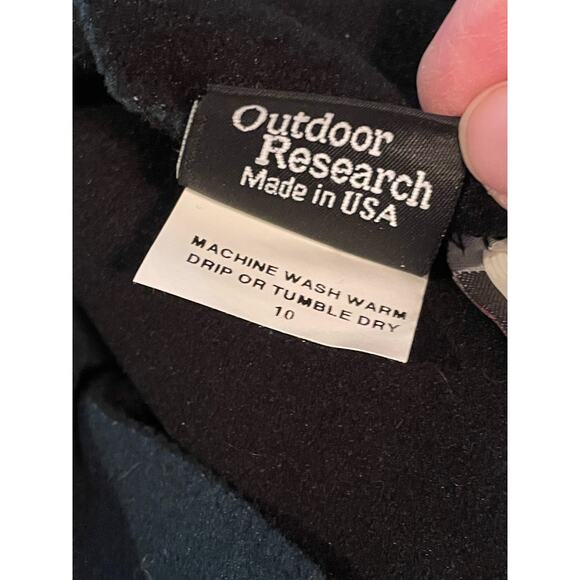 Outdoor
Research
Made in USA
MACHINE WASH WARM
DRIP OR TUMBLE DRY
10